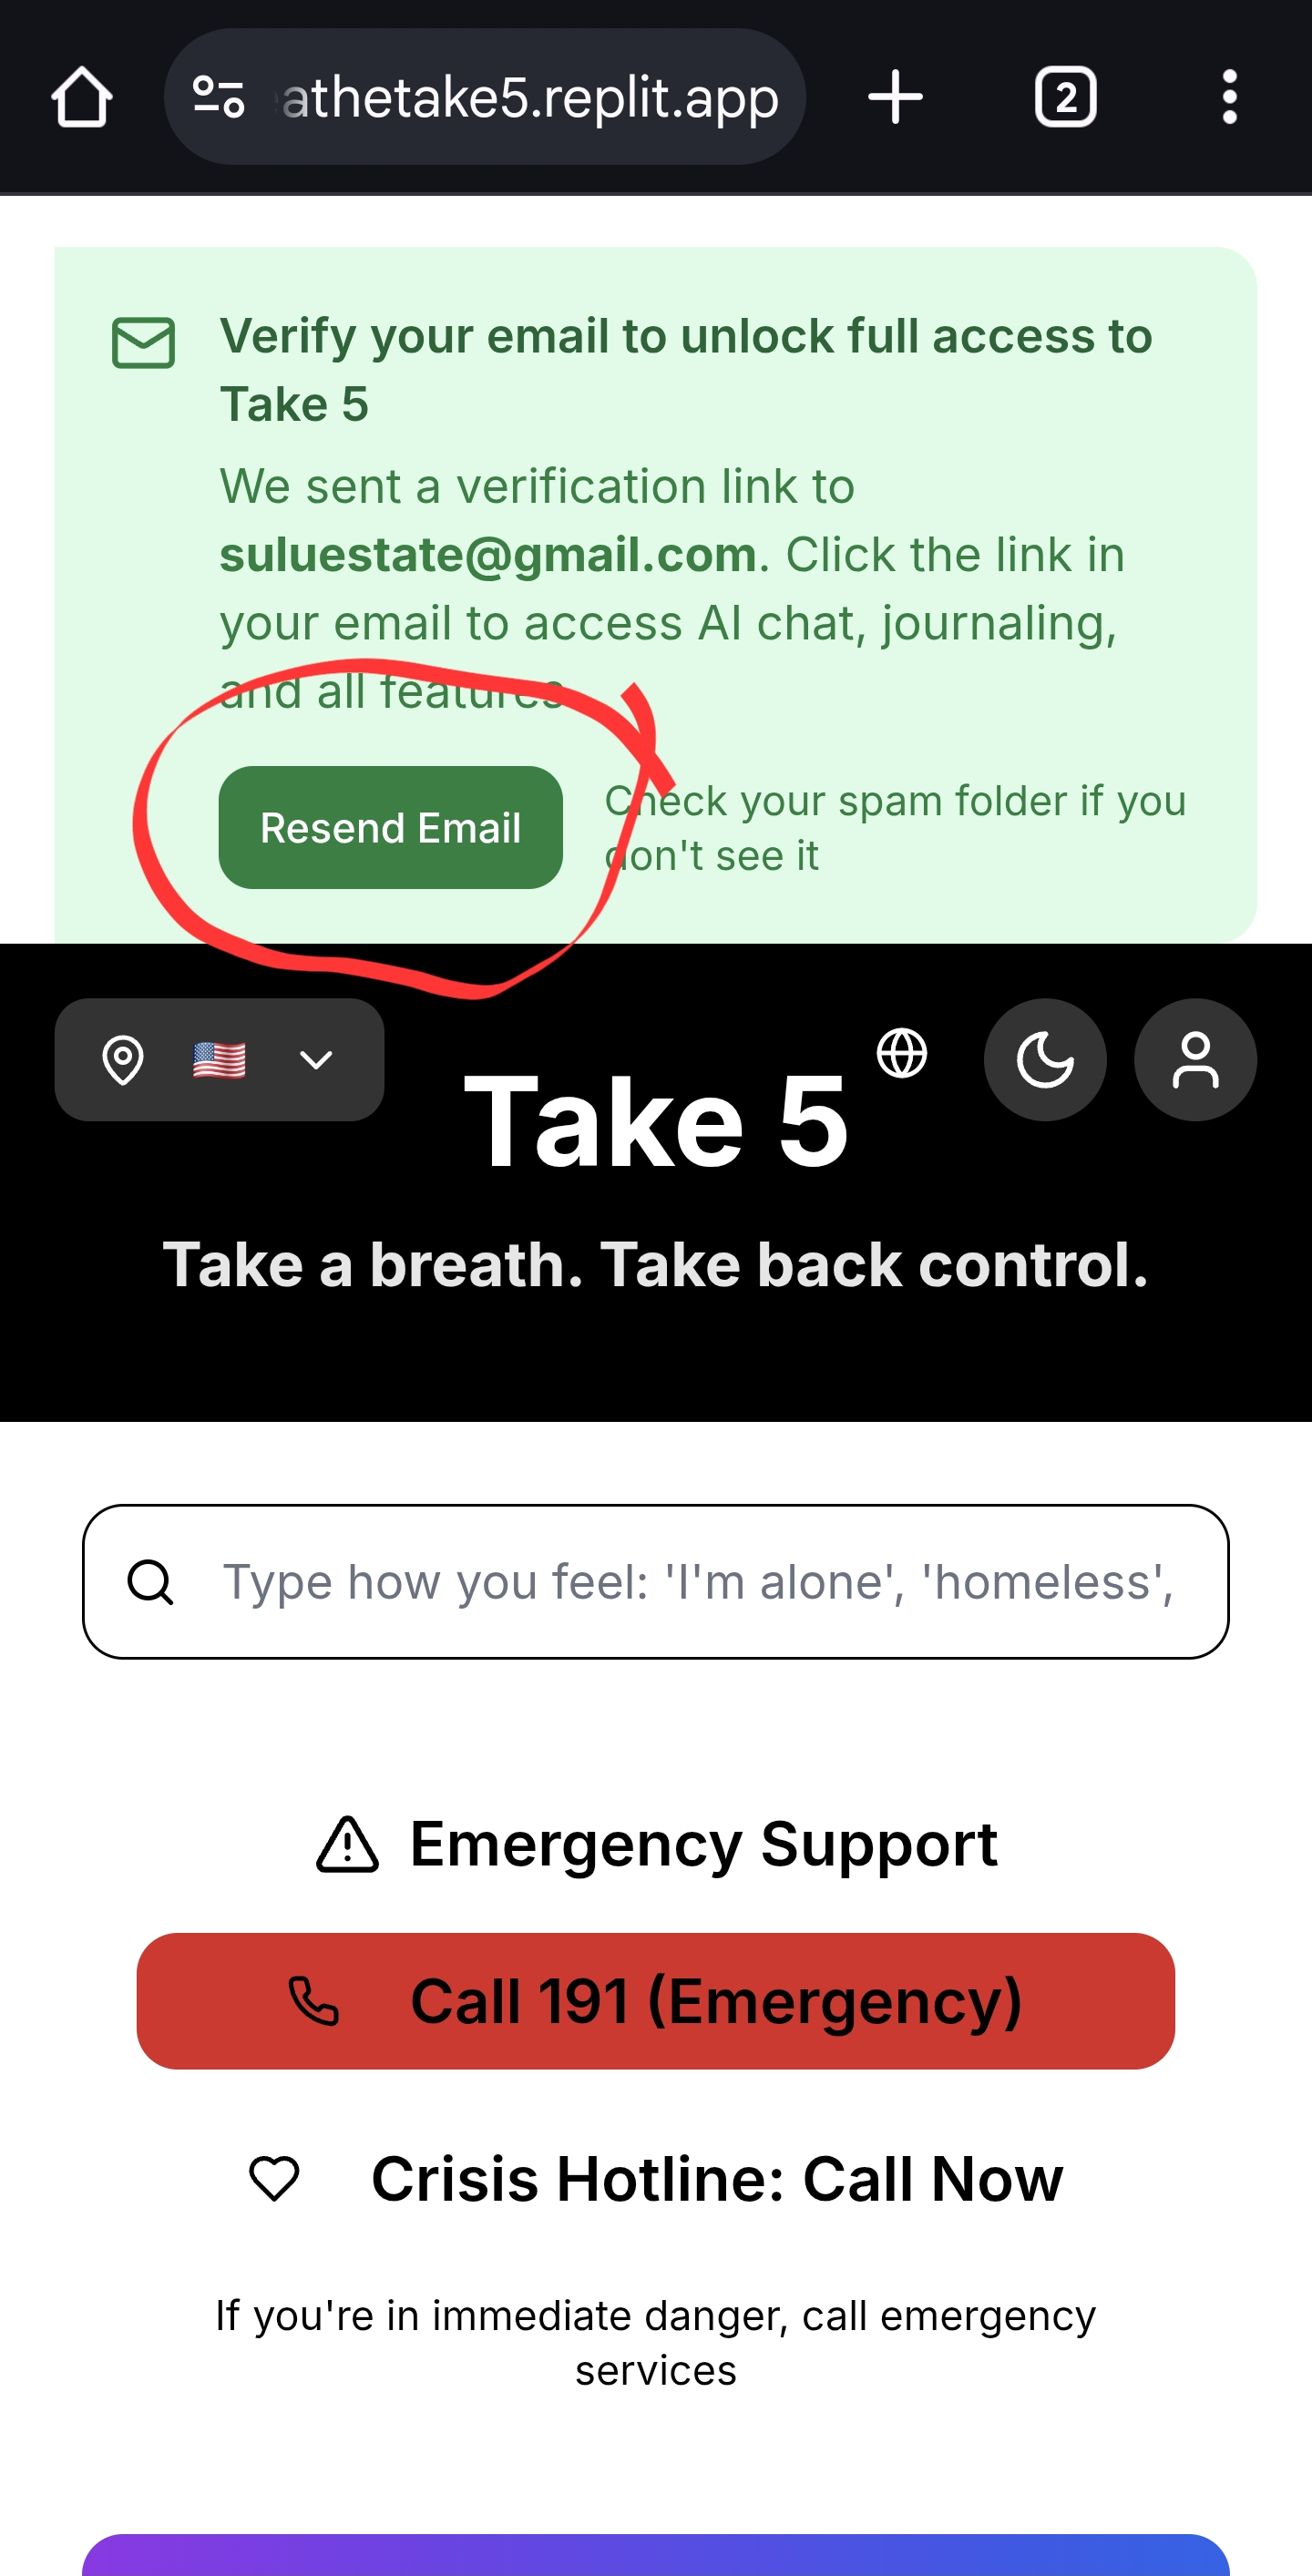 athetake5.replit.app
2
Verify your email to unlock full access to
Take 5
We sent a verification link to
suluestate@gmail.com. Click the link in
your email to access AI chat, journaling,
and all features.
Resend Email
Check your spam folder if you
don't see it
Take 5
Take a breath. Take back control.
Type how you feel: 'I'm alone', 'homeless',
Emergency Support
Call 191 (Emergency)
Crisis Hotline: Call Now
If you're in immediate danger, call emergency
services